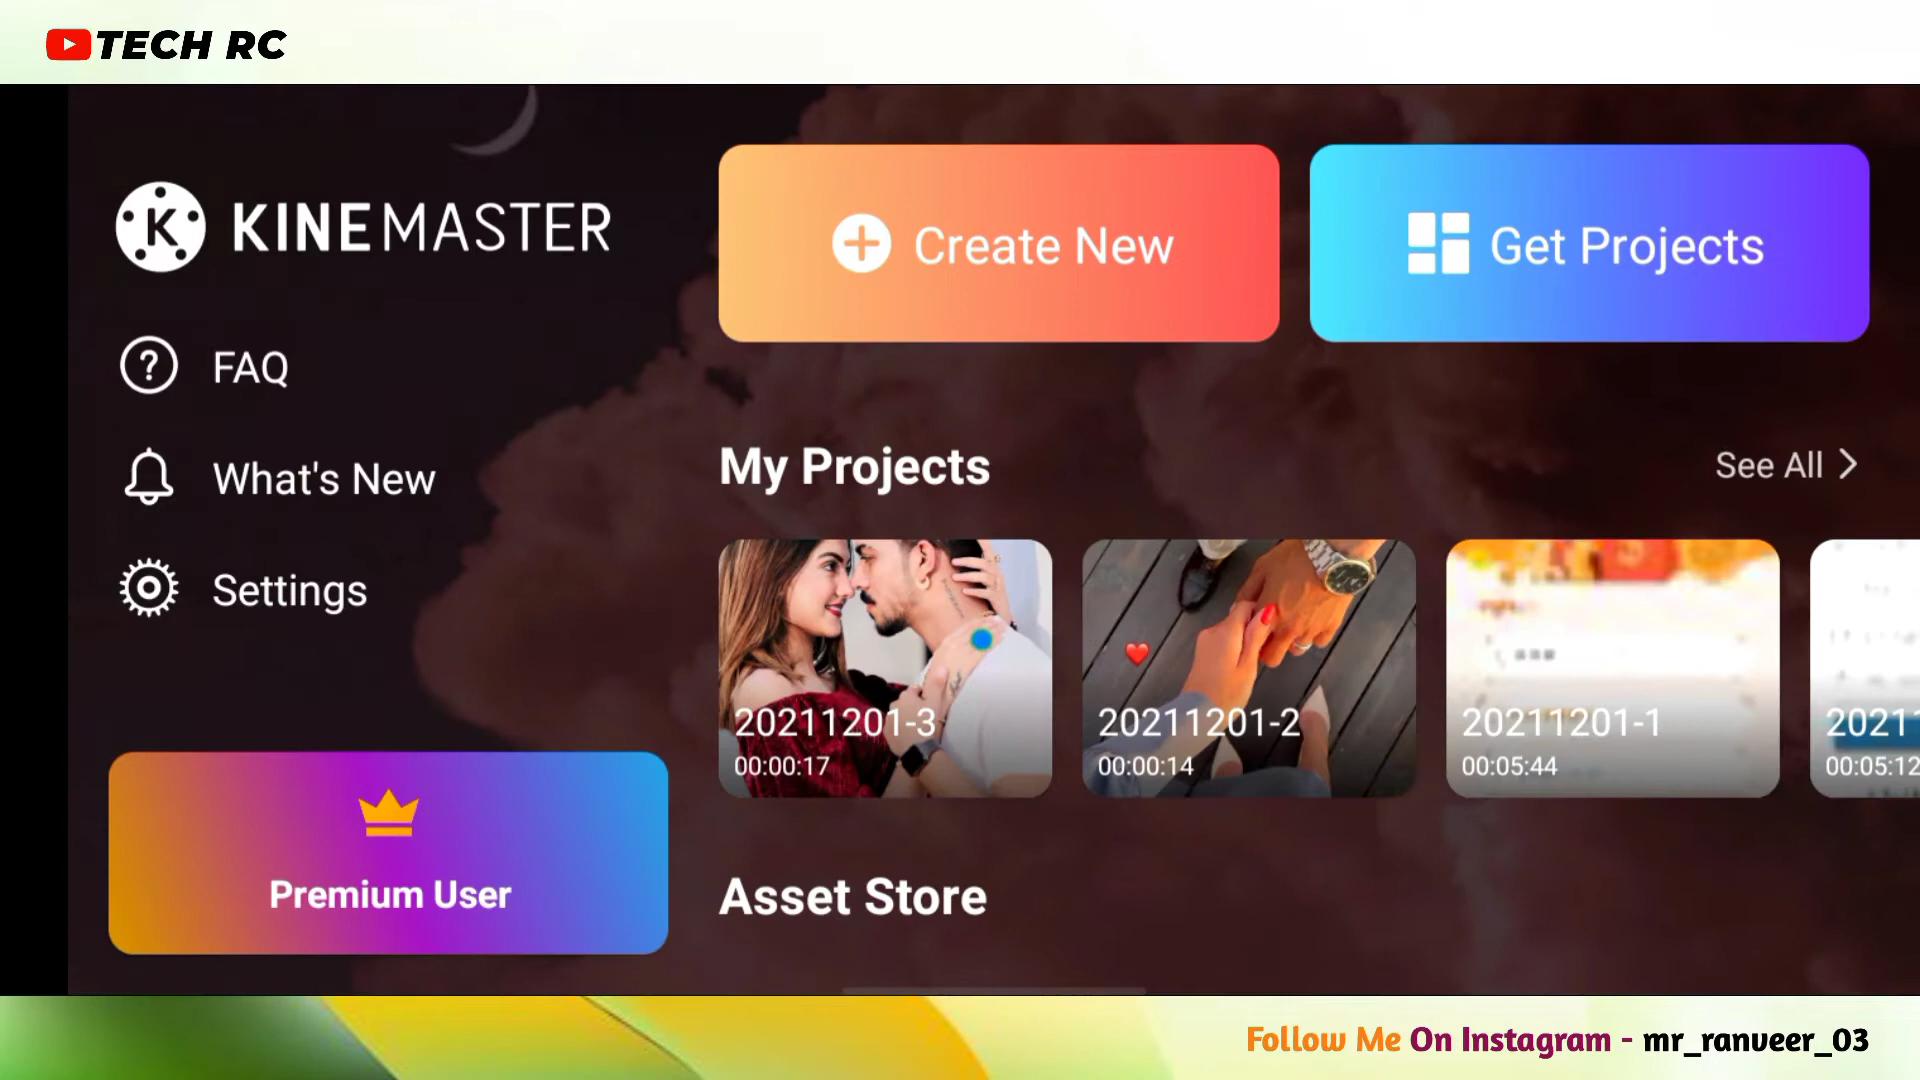 TECH RC
KINEMASTER
FAQ
What's New
Settings
Premium User
Create New
Get Projects
My Projects
See All
20211201-3
00:00:17
20211201-2
00:00:14
20211201-1
00:05:44
20211
00:05:12
Asset Store
Follow Me On Instagram - mr_ranveer_03